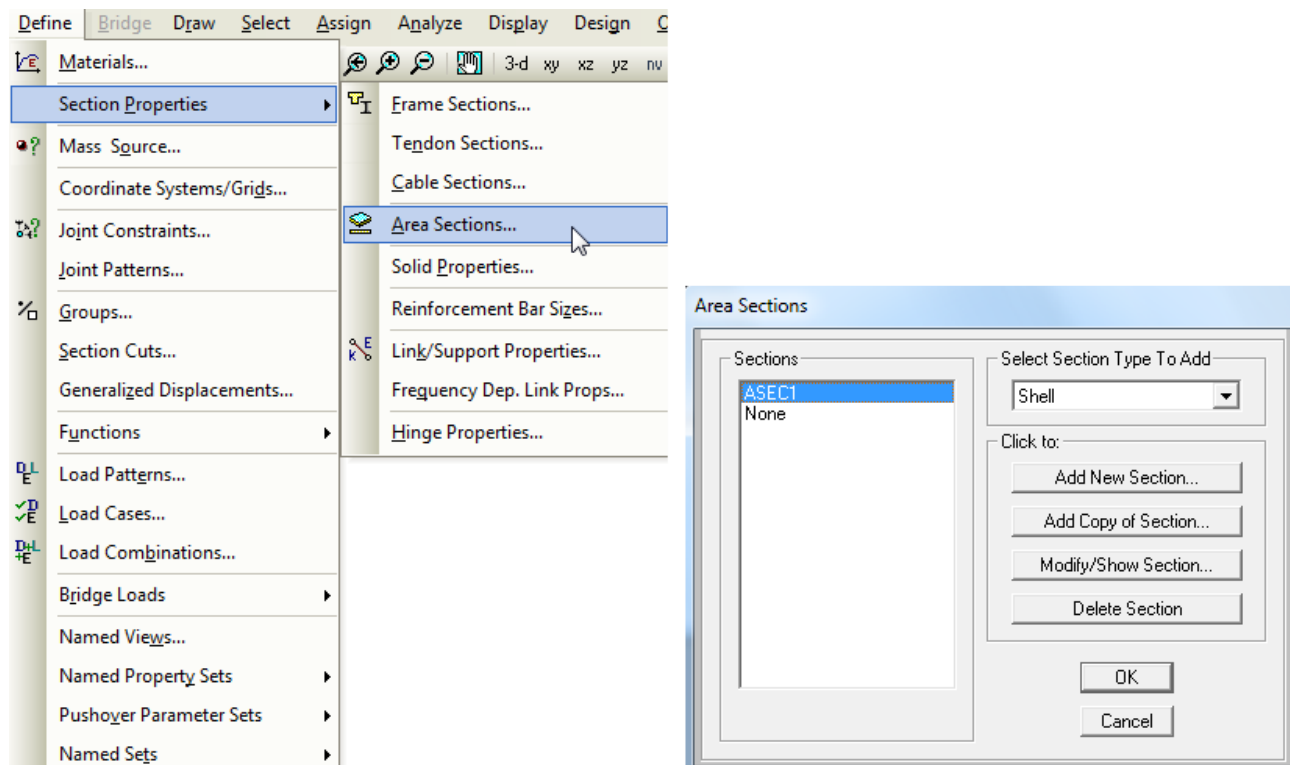 Define Bridge Draw Select Assign Analyze Display Design
Materials...
Section Properties
Mass Source...
Coordinate Systems/Grids...
Joint Constraints...
Joint Patterns...
Groups...
Section Cuts...
Generalized Displacements...
Functions
Load Patterns...
Load Cases...
Load Combinations...
Bridge Loads
Named Views...
Named Property Sets
Pushover Parameter Sets
Named Sets
3-d xy xz yz nv
Frame Sections...
Tendon Sections...
Cable Sections...
Area Sections...
Solid Properties...
Reinforcement Bar Sizes...
Link/Support Properties...
Frequency Dep. Link Props...
Hinge Properties...
Area Sections
Sections
ASEC1
None
Select Section Type To Add
Shell
Click to:
Add New Section...
Add Copy of Section...
Modify/Show Section...
Delete Section
OK
Cancel